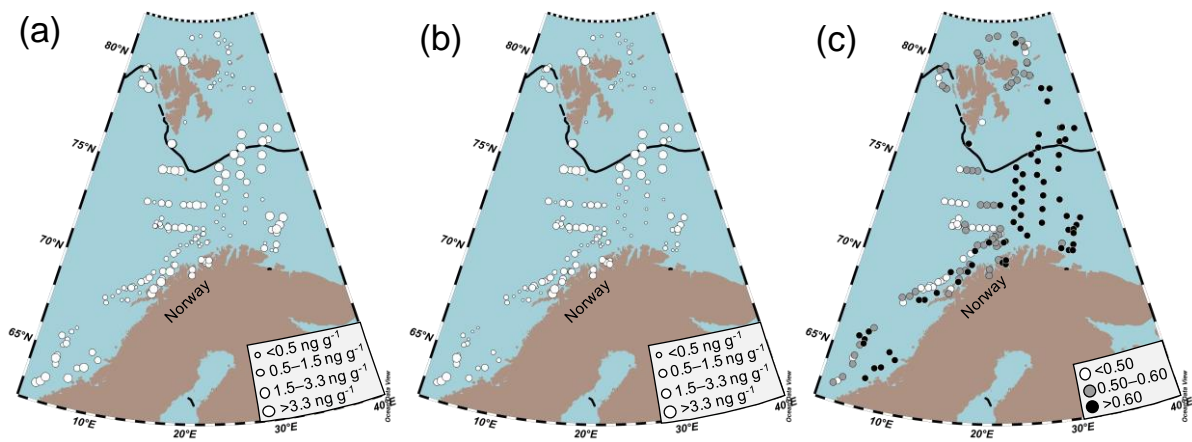 (a)
80°N
75°N
70°N
65°N
Norway
10°E
20°E
30°E
40°E
<0.5 ng g⁻¹
0.5–1.5 ng g⁻¹
1.5–3.3 ng g⁻¹
>3.3 ng g⁻¹
Ocean Data View
(b)
80°N
75°N
70°N
65°N
Norway
10°E
20°E
30°E
40°E
<0.5 ng g⁻¹
0.5–1.5 ng g⁻¹
1.5–3.3 ng g⁻¹
>3.3 ng g⁻¹
Ocean Data View
(c)
80°N
75°N
70°N
65°N
Norway
10°E
20°E
30°E
40°E
<0.50
0.50–0.60
>0.60
Ocean Data View